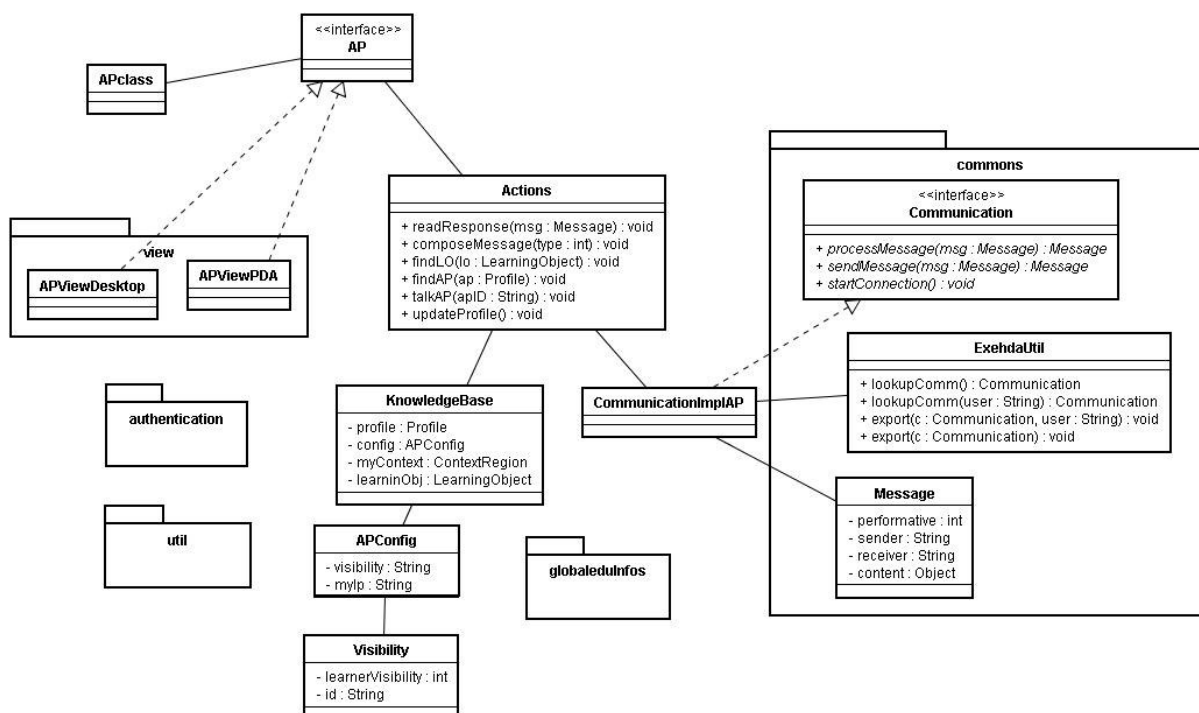 <<interface>>
AP
APclass
view
APViewDesktop
APViewPDA
Actions
+ readResponse(msg : Message) : void
+ composeMessage(type : int) : void
+ findLO(lo : LearningObject) : void
+ findAP(ap : Profile) : void
+ talkAP(apID : String) : void
+ updateProfile() : void
commons
<<interface>>
Communication
+ processMessage(msg : Message) : Message
+ sendMessage(msg : Message) : Message
+ startConnection() : void
ExehdaUtil
+ lookupComm() : Communication
+ lookupComm(user : String) : Communication
+ export(c : Communication, user : String) : void
+ export(c : Communication) : void
CommunicationImplAP
Message
- performative : int
- sender : String
- receiver : String
- content : Object
authentication
util
KnowledgeBase
- profile : Profile
- config : APConfig
- myContext : ContextRegion
- learninObj : LearningObject
APConfig
- visibility : String
- myIp : String
Visibility
- learnerVisibility : int
- id : String
globaleduInfos